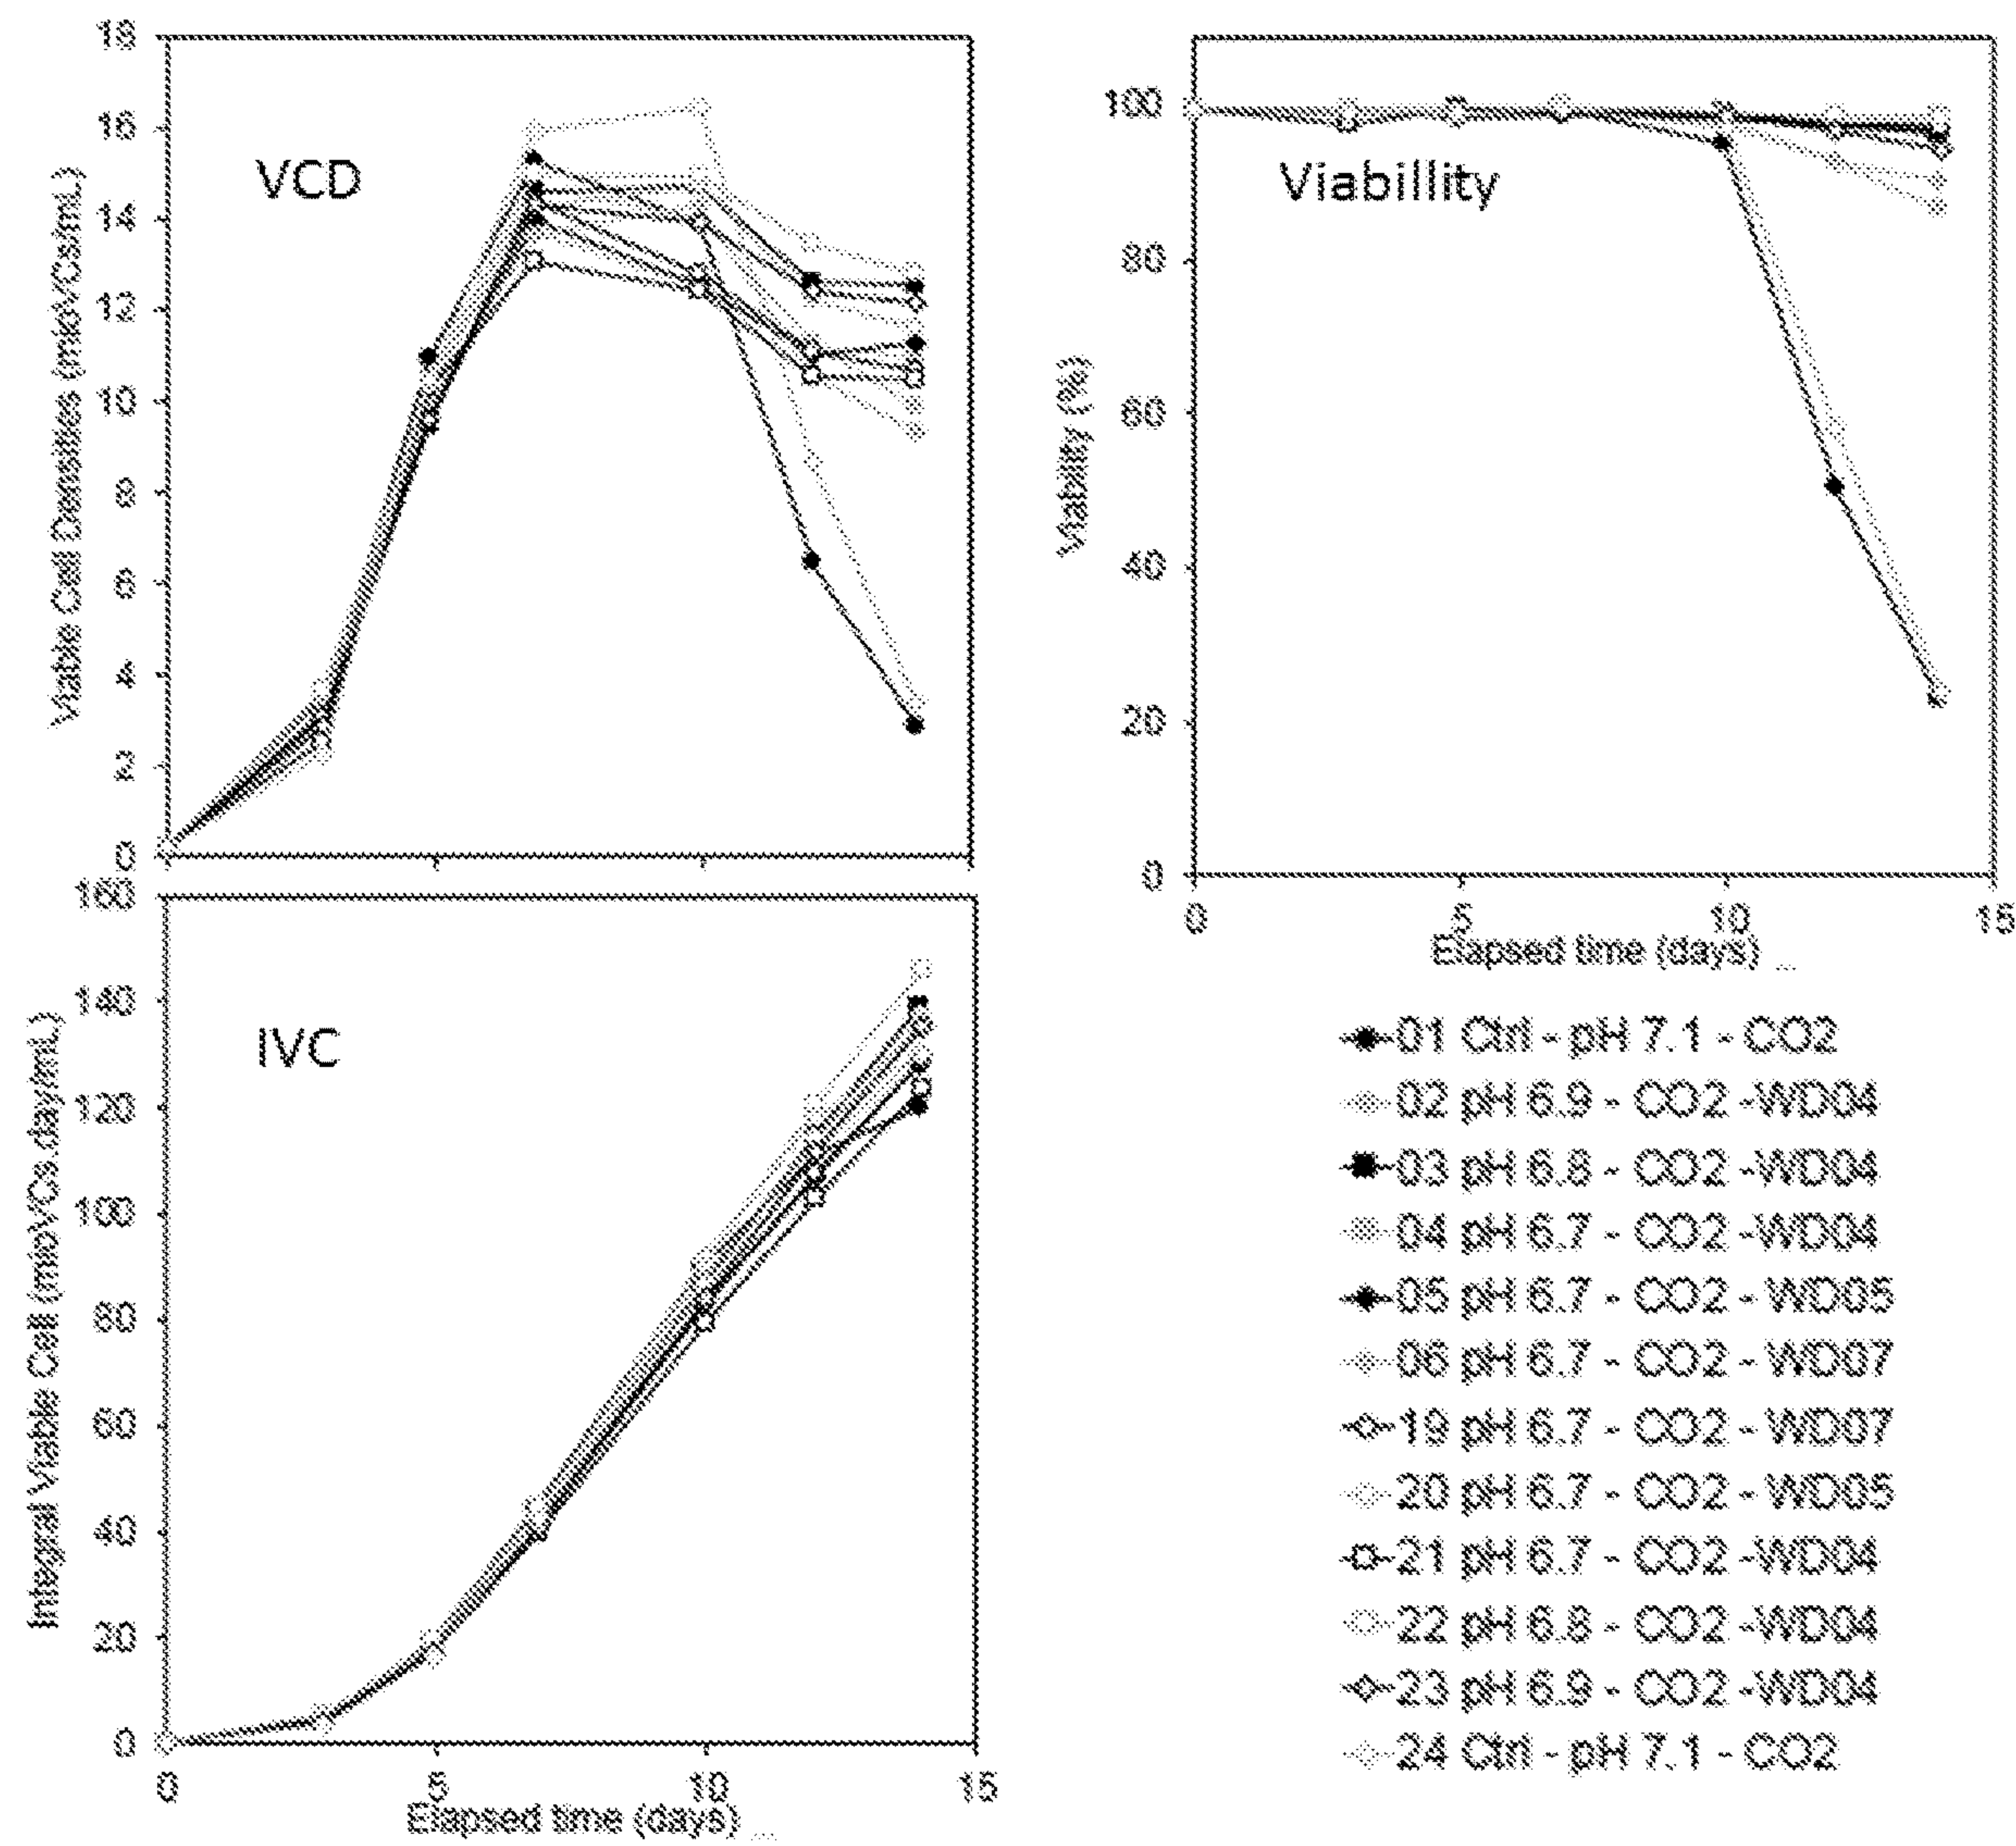 VCD
Viable Cell Densities (mioVCs/mL)
18
16
14
12
10
8
6
4
2
0
Viabillity
Viability (%)
100
80
60
40
20
0
0 5 10 15
Elapsed time (days)
IVC
Integral Viable Cell (mioVCs.day/mL)
160
140
120
100
80
60
40
20
0
0 5 10 15
Elapsed time (days)
01 Ctrl - pH 7.1 - CO2
02 pH 6.9 - CO2 -WD04
03 pH 6.8 - CO2 -WD04
04 pH 6.7 - CO2 -WD04
05 pH 6.7 - CO2 - WD05
06 pH 6.7 - CO2 - WD07
19 pH 6.7 - CO2 - WD07
20 pH 6.7 - CO2 - WD05
21 pH 6.7 - CO2 -WD04
22 pH 6.8 - CO2 -WD04
23 pH 6.9 - CO2 -WD04
24 Ctrl - pH 7.1 - CO2